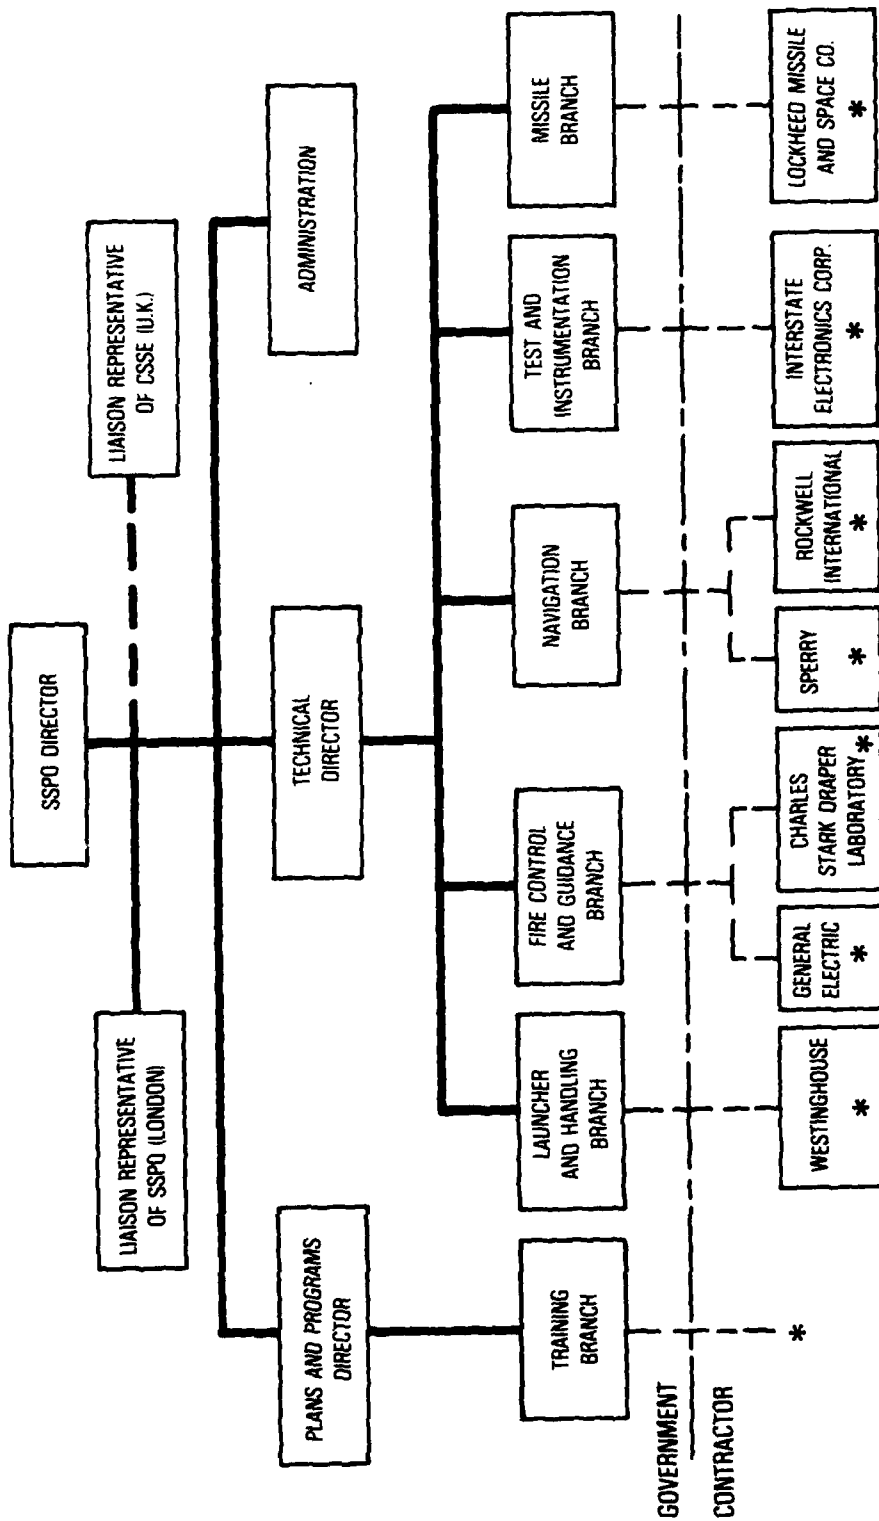 SSPO DIRECTOR
LIAISON REPRESENTATIVE
OF SSPO (LONDON)
LIAISON REPRESENTATIVE
OF CSSE (U.K.)
PLANS AND PROGRAMS
DIRECTOR
TECHNICAL
DIRECTOR
ADMINISTRATION
TRAINING
BRANCH
LAUNCHER
AND HANDLING
BRANCH
FIRE CONTROL
AND GUIDANCE
BRANCH
NAVIGATION
BRANCH
TEST AND
INSTRUMENTATION
BRANCH
MISSILE
BRANCH
GOVERNMENT
CONTRACTOR
*
WESTINGHOUSE
*
GENERAL
ELECTRIC
*
CHARLES
STARK DRAPER
LABORATORY *
SPERRY
*
ROCKWELL
INTERNATIONAL
*
INTERSTATE
ELECTRONICS CORP.
*
LOCKHEED MISSILE
AND SPACE CO.
*